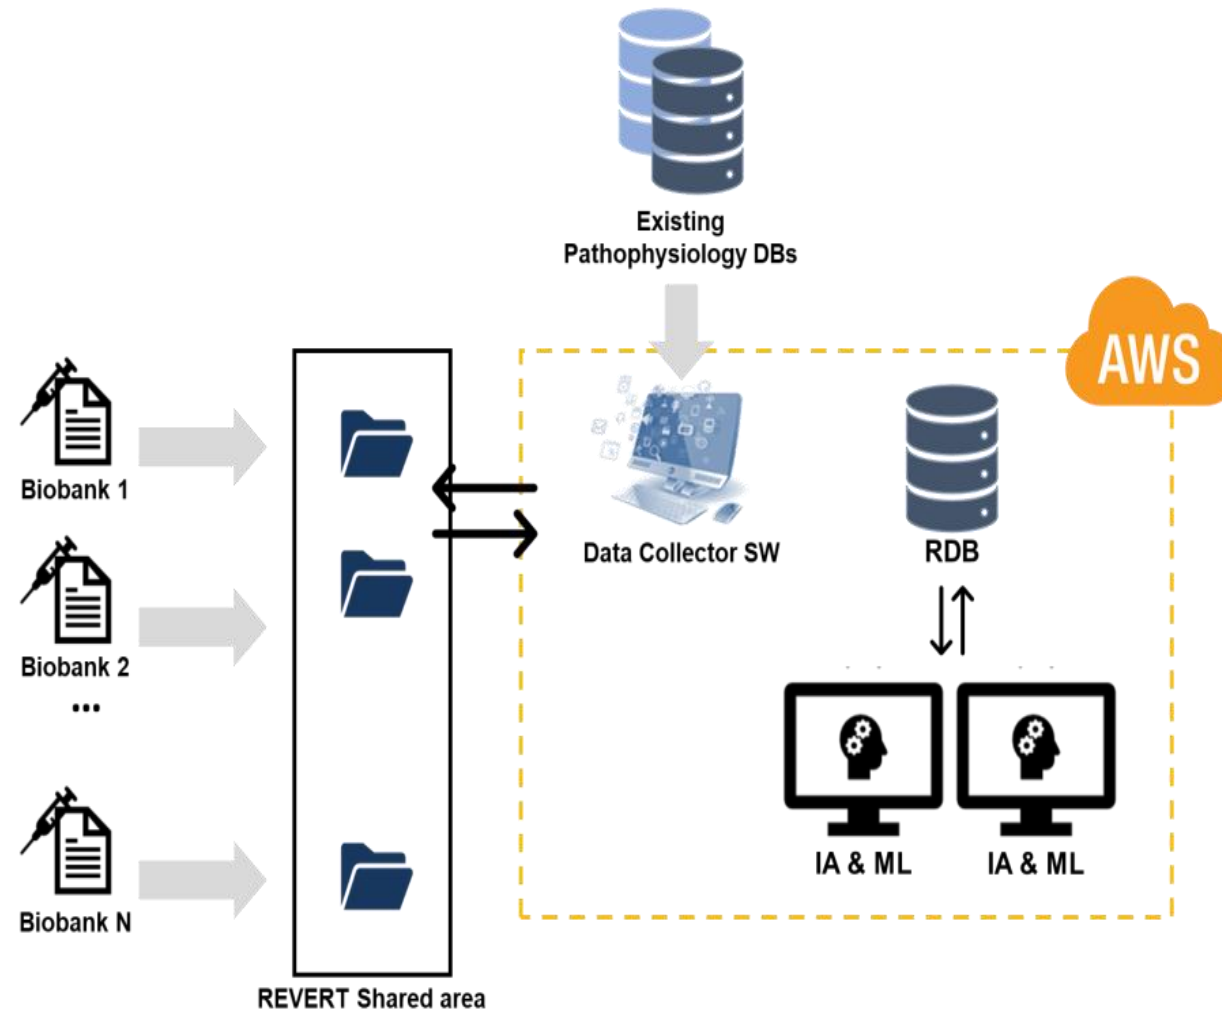 Existing
Pathophysiology DBs
AWS
Biobank 1
Data Collector SW
RDB
Biobank 2
...
IA & ML
IA & ML
Biobank N
REVERT Shared area